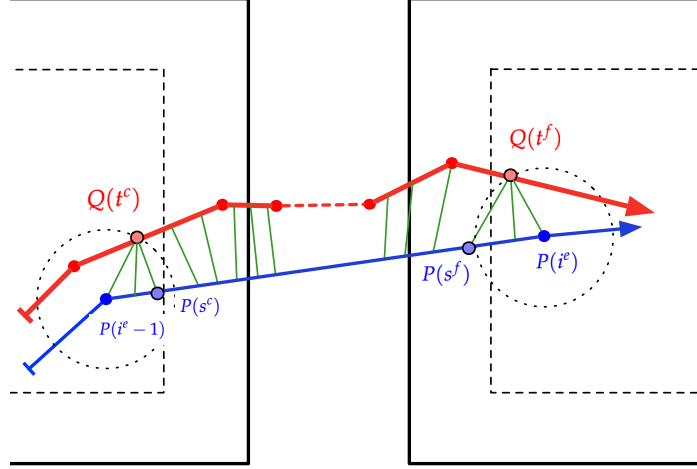 Q(t^f)
Q(t^c)
P(i^e)
P(s^f)
P(s^c)
P(i^e − 1)